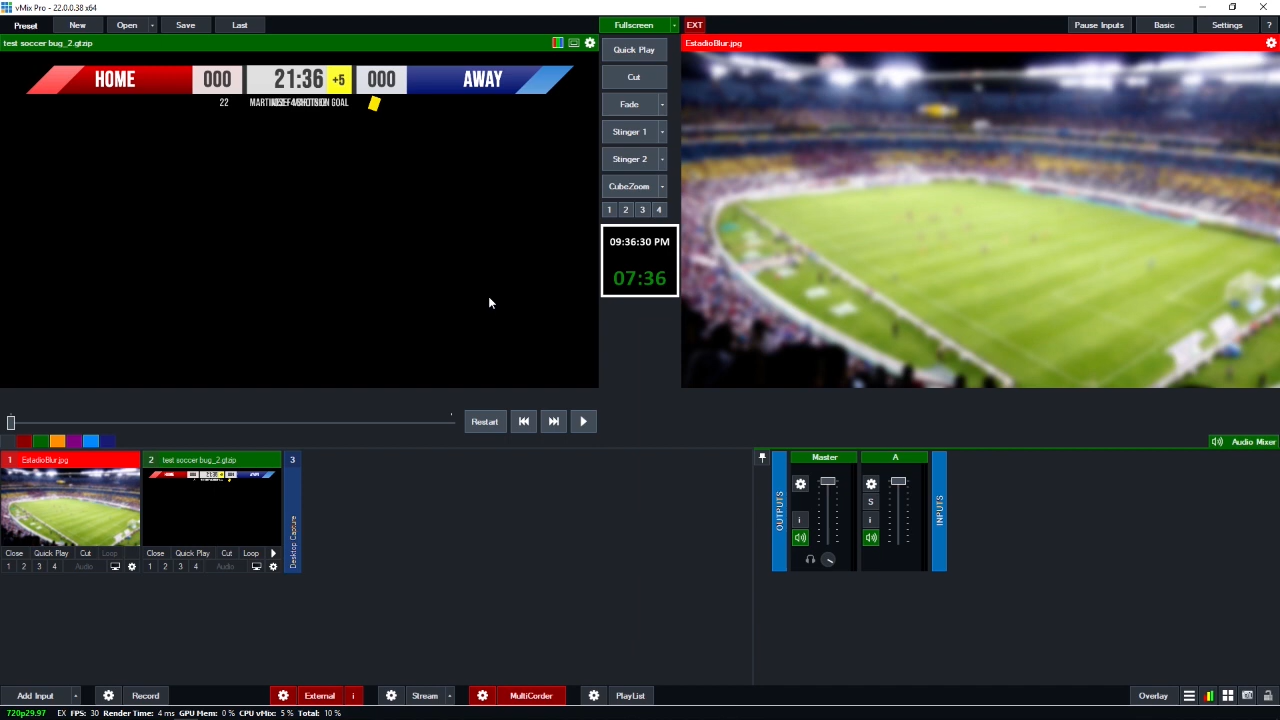 vMix Pro - 22.0.0.38 x64
Preset New Open Save Last Fullscreen EXT Pause Inputs Basic Settings ?
test soccer bug_2.gtzip
EstadioBlur.jpg
HOME 000 21:36 +5 000 AWAY
22
Quick Play
Cut
Fade
Stinger 1
Stinger 2
CubeZoom
1 2 3 4
09:36:30 PM
07:36
Restart
Audio Mixer
1 EstadioBlur.jpg
2 test soccer bug_2.gtzip
3
Desktop Capture
HOME 21:36 AWAY
Close Quick Play Cut Loop
1 2 3 4 Audio
Close Quick Play Cut Loop
1 2 3 4 Audio
OUTPUTS
Master
A
S
INPUTS
Add Input Record External i Stream MultiCorder PlayList Overlay
720p29.97 EX FPS: 30 Render Time: 4 ms GPU Mem: 0 % CPU vMix: 5 % Total: 10 %